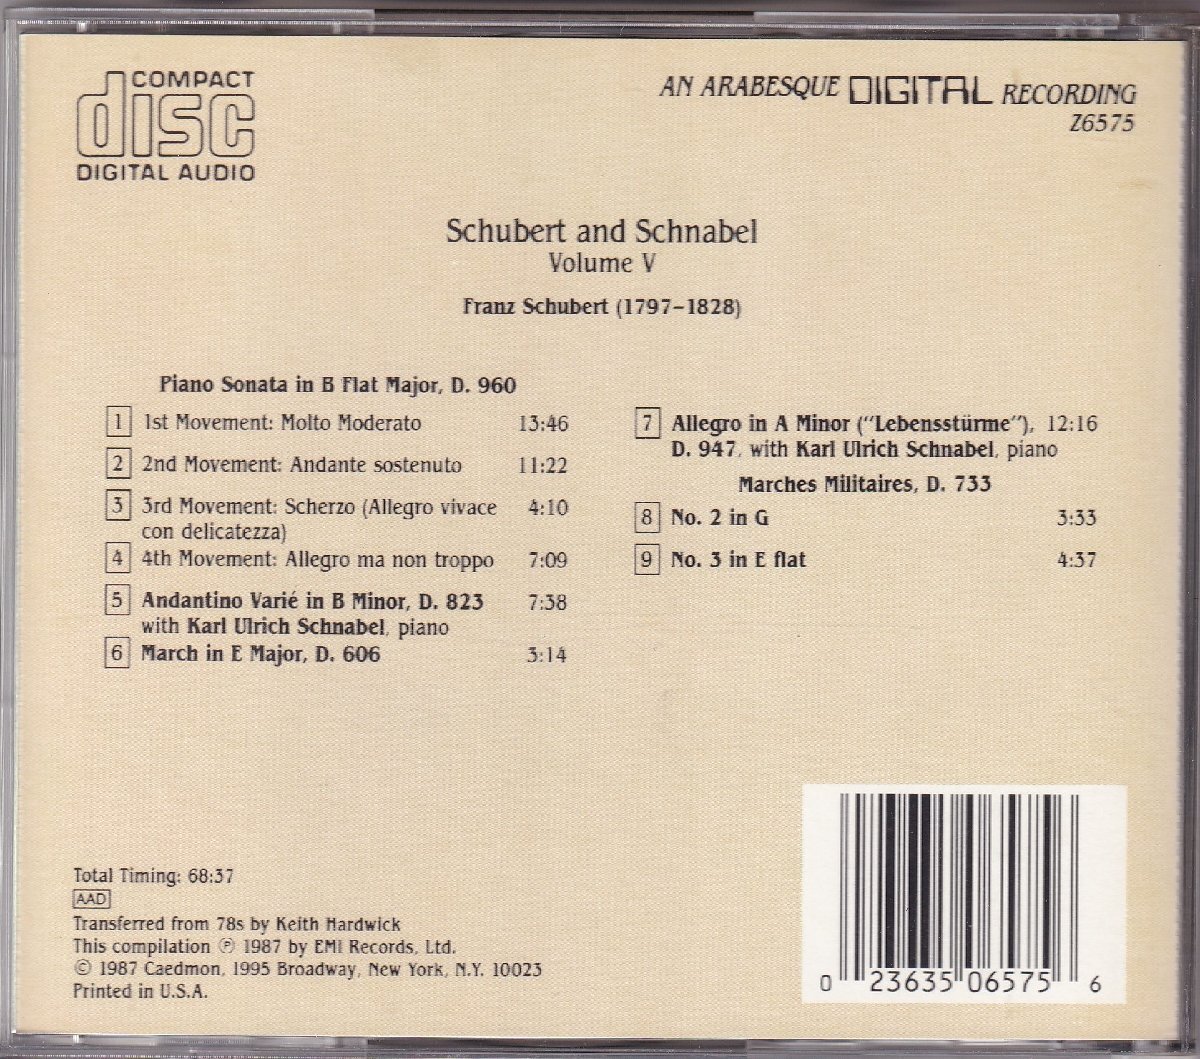 COMPACT
disc
DIGITAL AUDIO
AN ARABESQUE DIGITAL RECORDING
Z6575
Schubert and Schnabel
Volume V
Franz Schubert (1797–1828)
Piano Sonata in B Flat Major, D. 960
1 1st Movement: Molto Moderato 13:46
2 2nd Movement: Andante sostenuto 11:22
3 3rd Movement: Scherzo (Allegro vivace 4:10
con delicatezza)
4 4th Movement: Allegro ma non troppo 7:09
5 Andantino Varié in B Minor, D. 823 7:38
with Karl Ulrich Schnabel, piano
6 March in E Major, D. 606 3:14
7 Allegro in A Minor ("Lebensstürme"), 12:16
D. 947, with Karl Ulrich Schnabel, piano
Marches Militaires, D. 733
8 No. 2 in G 3:33
9 No. 3 in E flat 4:37
Total Timing: 68:37
AAD
Transferred from 78s by Keith Hardwick
This compilation ℗ 1987 by EMI Records, Ltd.
© 1987 Caedmon, 1995 Broadway, New York, N.Y. 10023
Printed in U.S.A.
0 23635 06575 6